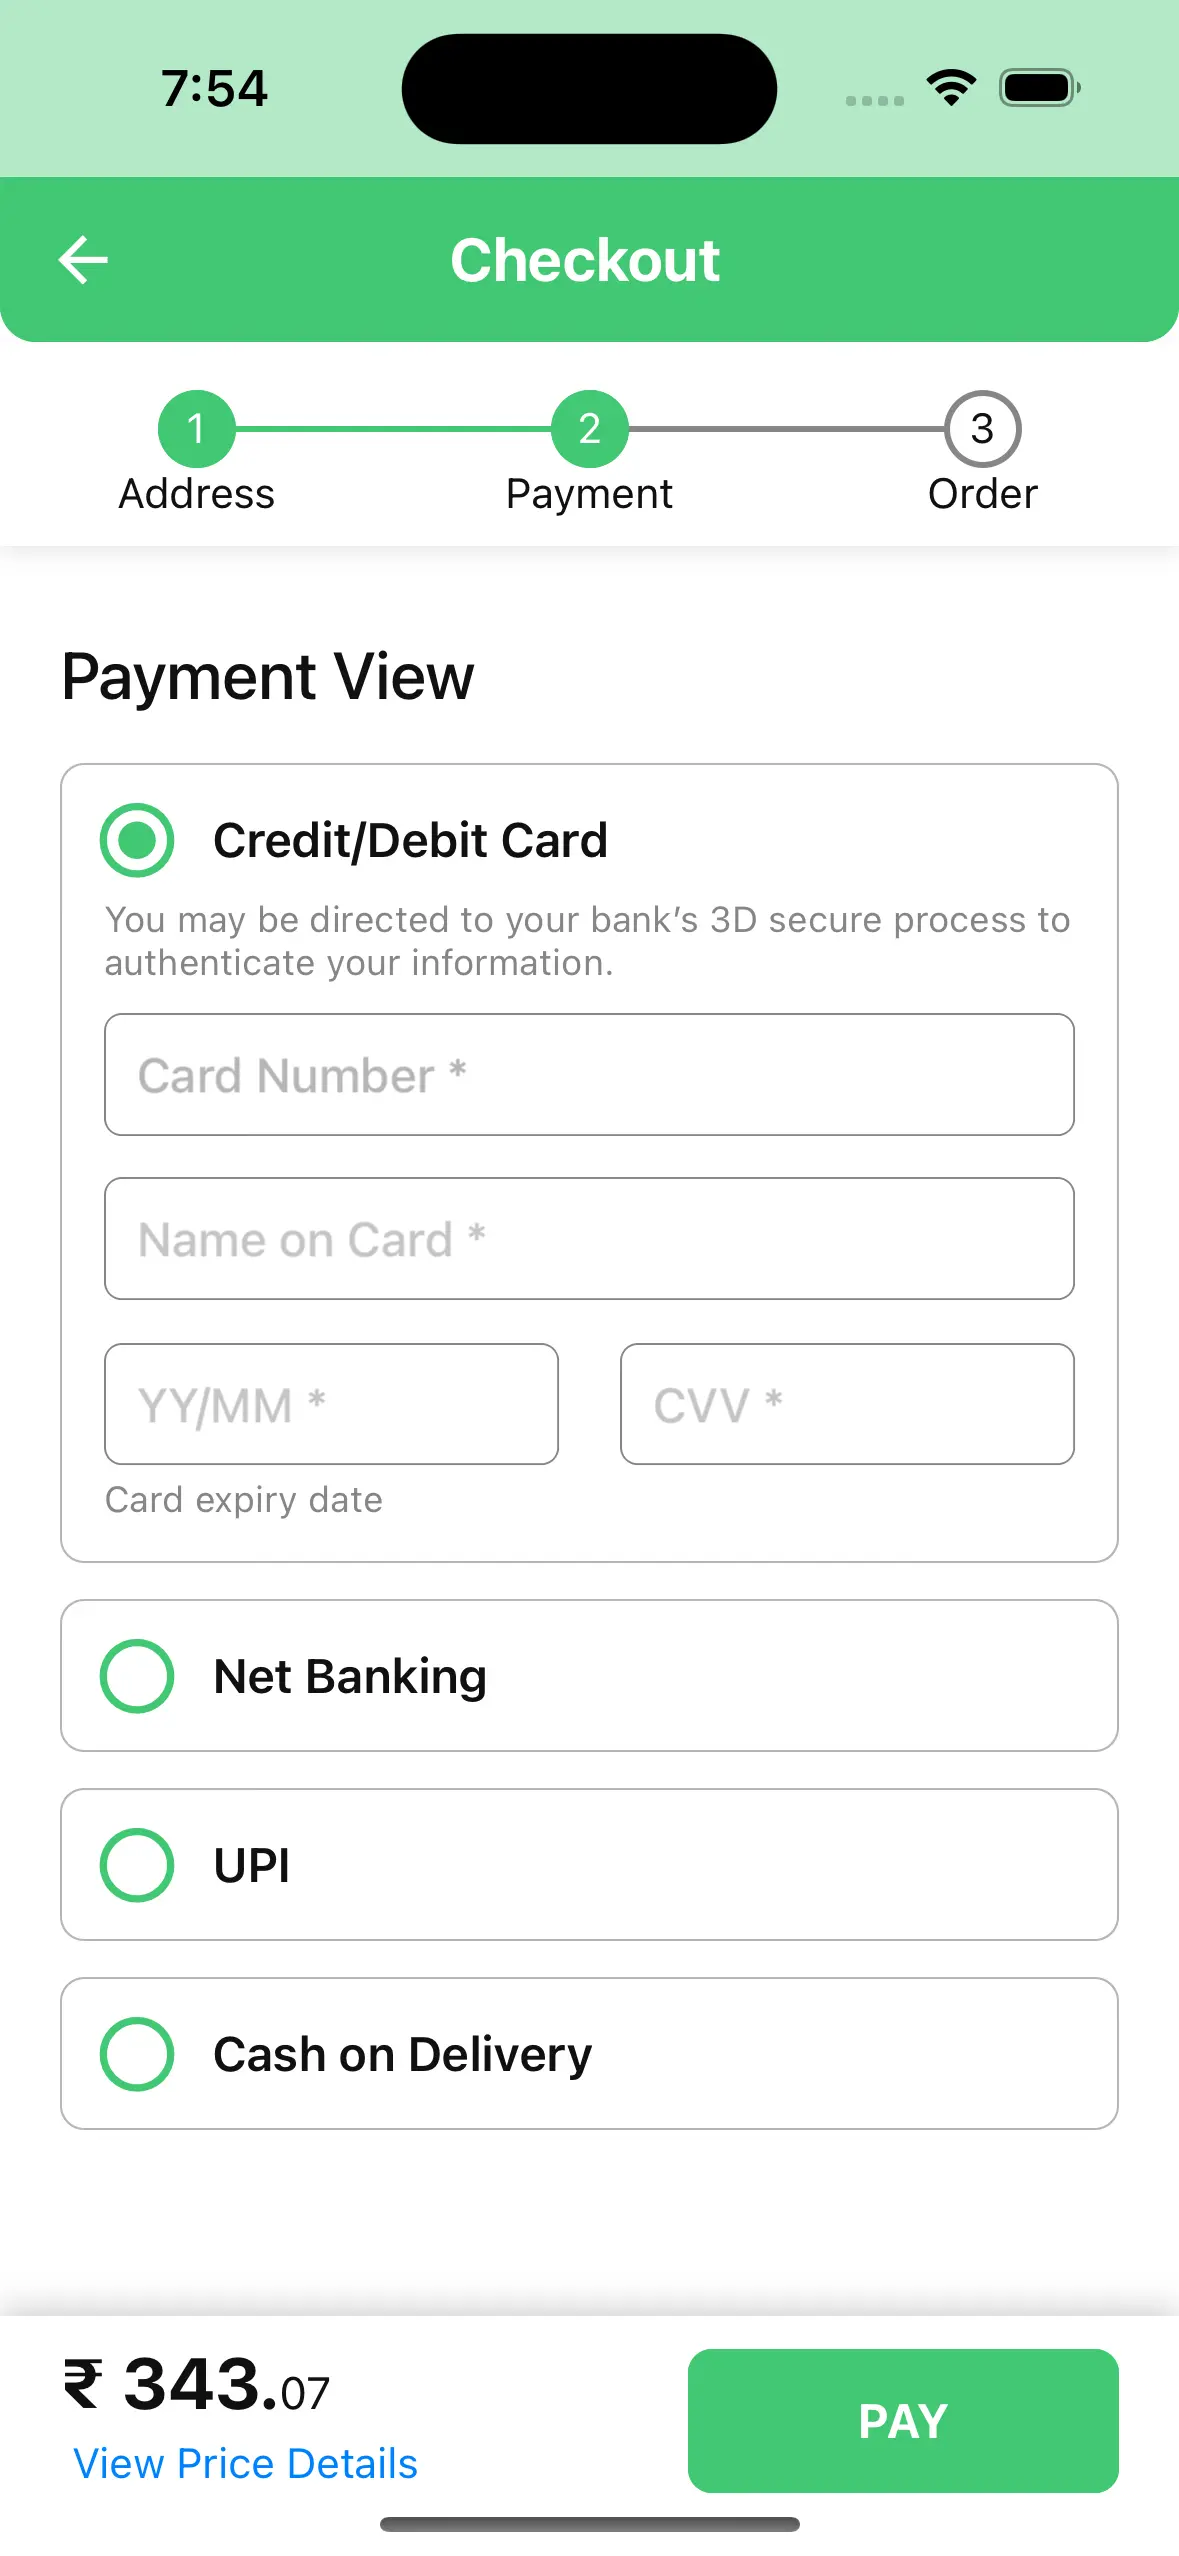 7:54
Checkout
1
2
3
Address
Payment
Order
Payment View
Credit/Debit Card
You may be directed to your bank’s 3D secure process to
authenticate your information.
Card Number *
Name on Card *
YY/MM *
CVV *
Card expiry date
Net Banking
UPI
Cash on Delivery
₹ 343.07
PAY
View Price Details